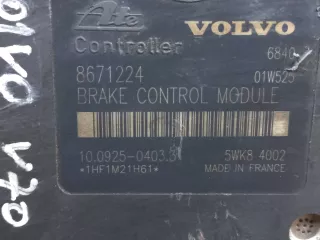 Ate
VOLVO
Controller
6840
8671224
01W525
BRAKE CONTROL MODULE
10.0925-0403.3
5WK8 4002
*1HF1M21H61*
MADE IN FRANCE
V70